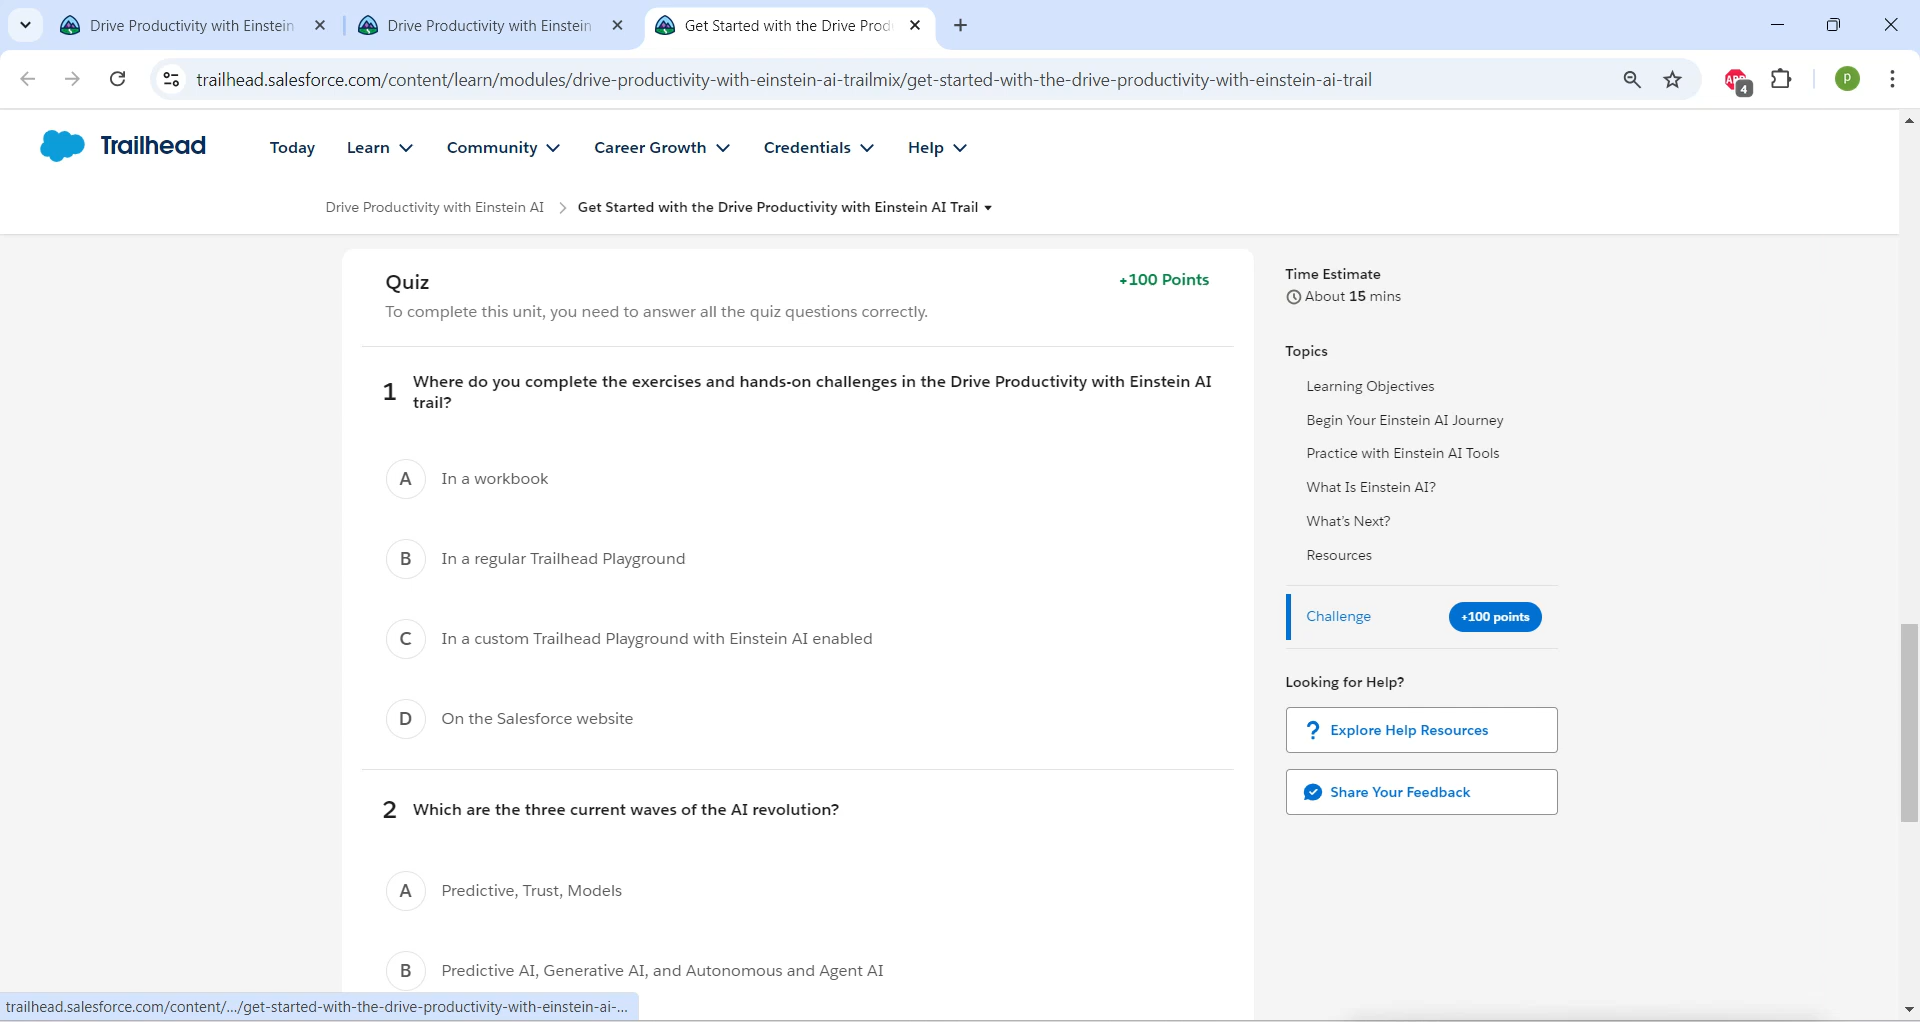 Drive Productivity with Einstein
Drive Productivity with Einstein
Get Started with the Drive Prod
trailhead.salesforce.com/content/learn/modules/drive-productivity-with-einstein-ai-trailmix/get-started-with-the-drive-productivity-with-einstein-ai-trail
ABP
4
P
Trailhead
Today
Learn
Community
Career Growth
Credentials
Help
Drive Productivity with Einstein AI > Get Started with the Drive Productivity with Einstein AI Trail
Quiz
+100 Points
To complete this unit, you need to answer all the quiz questions correctly.
1 Where do you complete the exercises and hands-on challenges in the Drive Productivity with Einstein AI
trail?
A In a workbook
B In a regular Trailhead Playground
C In a custom Trailhead Playground with Einstein AI enabled
D On the Salesforce website
2 Which are the three current waves of the AI revolution?
A Predictive, Trust, Models
B Predictive AI, Generative AI, and Autonomous and Agent AI
Time Estimate
About 15 mins
Topics
Learning Objectives
Begin Your Einstein AI Journey
Practice with Einstein AI Tools
What Is Einstein AI?
What's Next?
Resources
Challenge
+100 points
Looking for Help?
? Explore Help Resources
Share Your Feedback
trailhead.salesforce.com/content/.../get-started-with-the-drive-productivity-with-einstein-ai-...